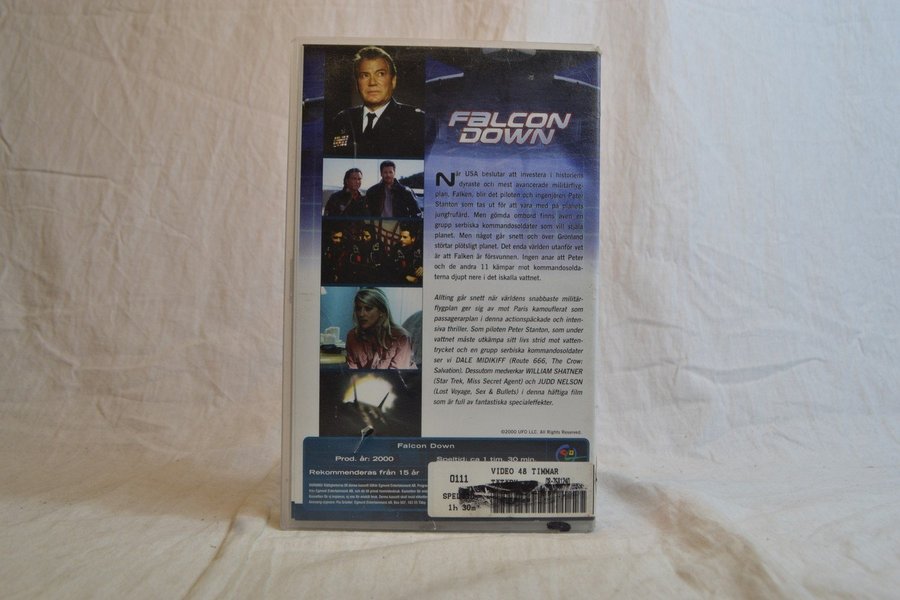 FALCON
DOWN
När USA beslutar att investera i historiens
dyraste och mest avancerade militärflyg-
plan, Falken, blir det piloten och ingenjören Peter
Stanton som tas ut för att vara med på planets
jungfrufärd. Men gömda ombord finns även en
grupp serbiska kommandosoldater som vill stjäla
planet. Men något går snett och över Grönland
störtar plötsligt planet. Det enda världen utanför vet
är att Falken är försvunnen. Ingen anar att Peter
och de andra 11 kämpar mot kommandosolda-
terna djupt nere i det iskalla vattnet.
Allting går snett när världens snabbaste militär-
flygplan ger sig av mot Paris kamouflerat som
passagerarplan i denna actionspäckade och inten-
siva thriller. Som piloten Peter Stanton, som under
vattnet måste utkämpa sitt livs strid mot vatten-
trycket och en grupp serbiska kommandosoldater
ser vi DALE MIDIKIFF (Route 666, The Crow:
Salvation). Dessutom medverkar WILLIAM SHATNER
(Star Trek, Miss Secret Agent) och JUDD NELSON
(Lost Voyage, Sex & Bullets) i denna häftiga film
som är full av fantastiska specialeffekter.
©2000 UFO LLC. All Rights Reserved.
Falcon Down
Prod. år: 2000 Speltid: ca 1 tim. 30 min.
Rekommenderas från 15 år
VIDEO 48 TIMMAR
0111
1h 30m